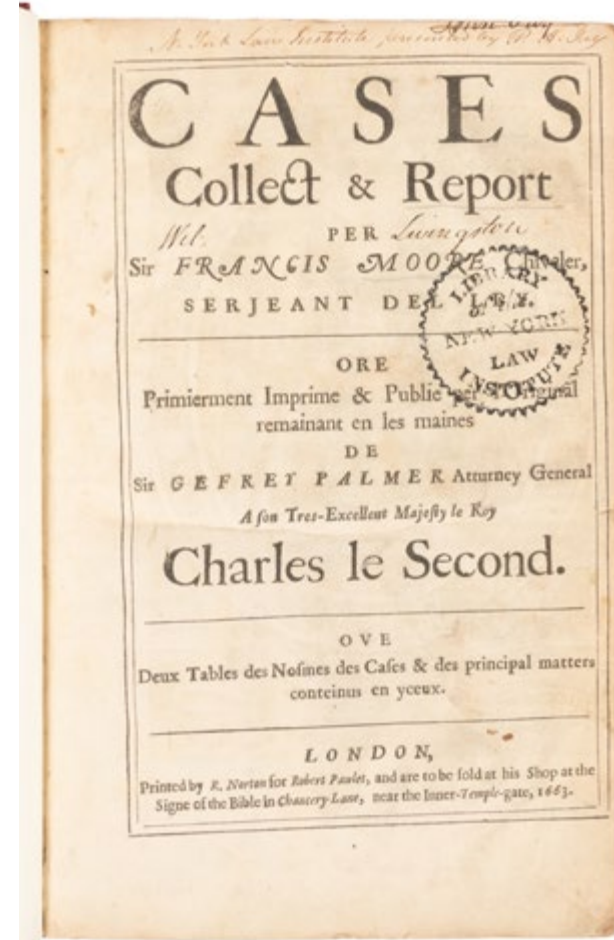 N. York Law Institute presented by
CASES
Collect & Report
PER
Wil. Livingston
Sir FRANCIS MOORE Chivaler,
SERJEANT DEL LEY.
LIBRARY
NEW YORK
LAW
INSTITUTE
ORE
Primierment Imprime & Publie per l'Original
remainant en les maines
DE
Sir GEFREY PALMER Atturney General
A son Tres-Excellent Majesty le Roy
Charles le Second.
OVE
Deux Tables des Nosmes des Cases & des principal matters
conteinus en yceux.
LONDON,
Printed by R. Norton for Robert Pawlet, and are to be sold at his Shop at the
Signe of the Bible in Chancery-Lane, near the Inner-Temple-gate, 1663.